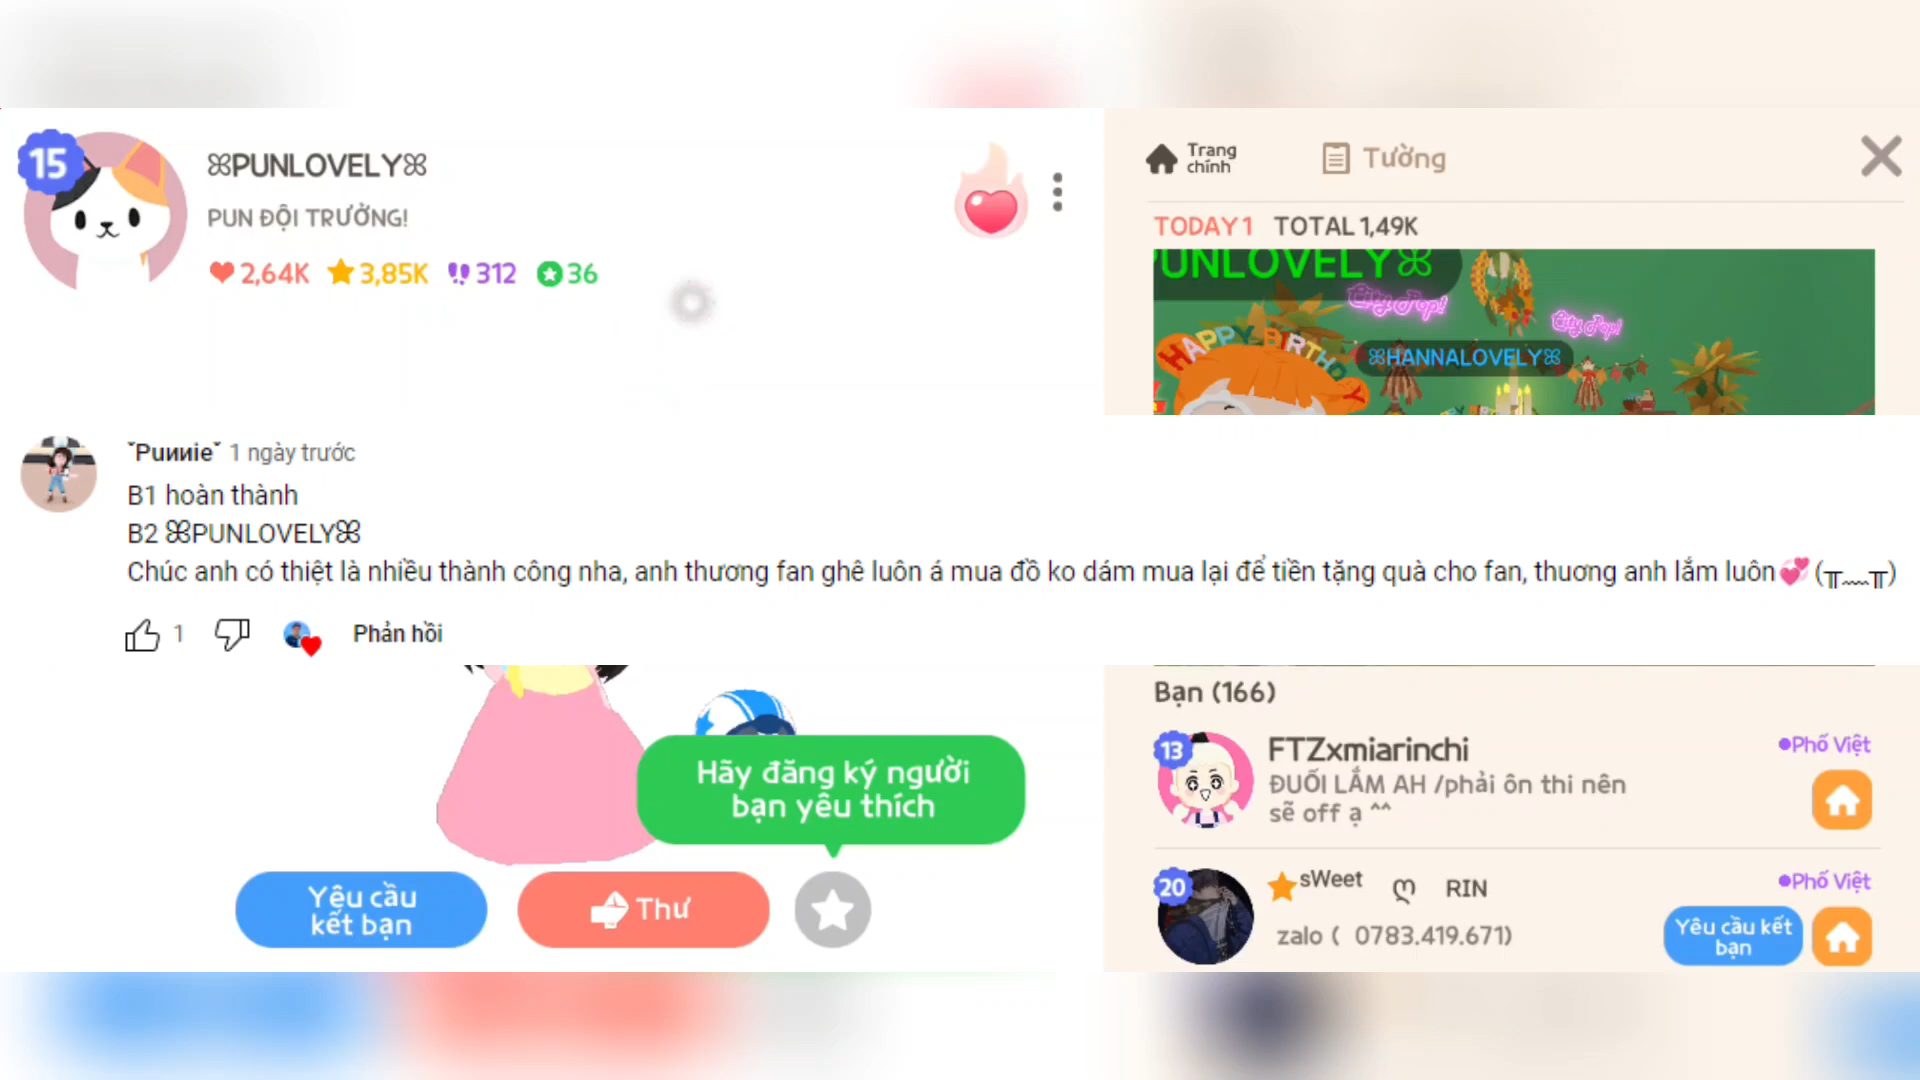 15
ꕥPUNLOVELYꕥ
PUN ĐỘI TRƯỞNG!
2,64K 3,85K 312 36
Trang chính
Tường
TODAY 1 TOTAL 1,49K
PUNLOVELYꕥ
City Pop!
City Pop!
HAPPY BIRTHDAY
ꕥHANNALOVELYꕥ
ˇPuииieˇ 1 ngày trước
B1 hoàn thành
B2 ꕥPUNLOVELYꕥ
Chúc anh có thiệt là nhiều thành công nha, anh thương fan ghê luôn á mua đồ ko dám mua lại để tiền tặng quà cho fan, thuơng anh lắm luôn💞 (╥﹏╥)
1 Phản hồi
Hãy đăng ký người
bạn yêu thích
Yêu cầu
kết bạn
Thư
Bạn (166)
13
FTZxmiarinchi
•Phố Việt
ĐUỐI LẮM AH /phải ôn thi nên
sẽ off ạ ^^
20
sWeet ღ RIN
•Phố Việt
zalo ( 0783.419.671)
Yêu cầu kết
bạn